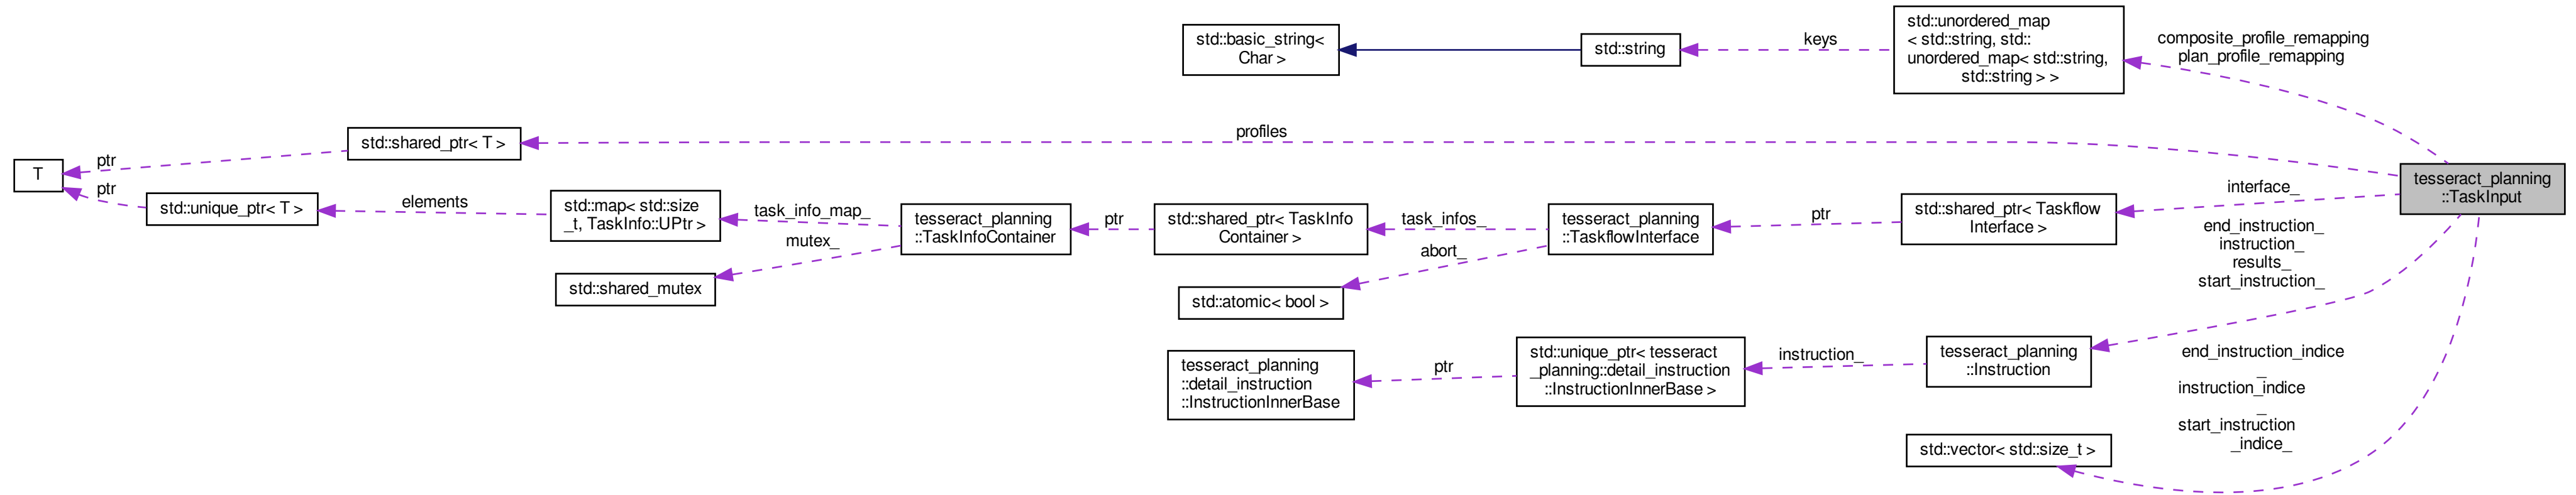 std::basic_string<
Char >
std::string
keys
std::unordered_map
< std::string, std::
unordered_map< std::string,
std::string > >
composite_profile_remapping
plan_profile_remapping
T
ptr
ptr
std::shared_ptr< T >
profiles
std::unique_ptr< T >
elements
std::map< std::size
_t, TaskInfo::UPtr >
task_info_map_
mutex_
std::shared_mutex
tesseract_planning
::TaskInfoContainer
ptr
std::shared_ptr< TaskInfo
Container >
task_infos_
abort_
std::atomic< bool >
tesseract_planning
::TaskflowInterface
ptr
std::shared_ptr< Taskflow
Interface >
interface_
tesseract_planning
::TaskInput
end_instruction_
instruction_
results_
start_instruction_
tesseract_planning
::detail_instruction
::InstructionInnerBase
ptr
std::unique_ptr< tesseract
_planning::detail_instruction
::InstructionInnerBase >
instruction_
tesseract_planning
::Instruction
end_instruction_indice
_
instruction_indice
_
start_instruction
_indice_
std::vector< std::size_t >